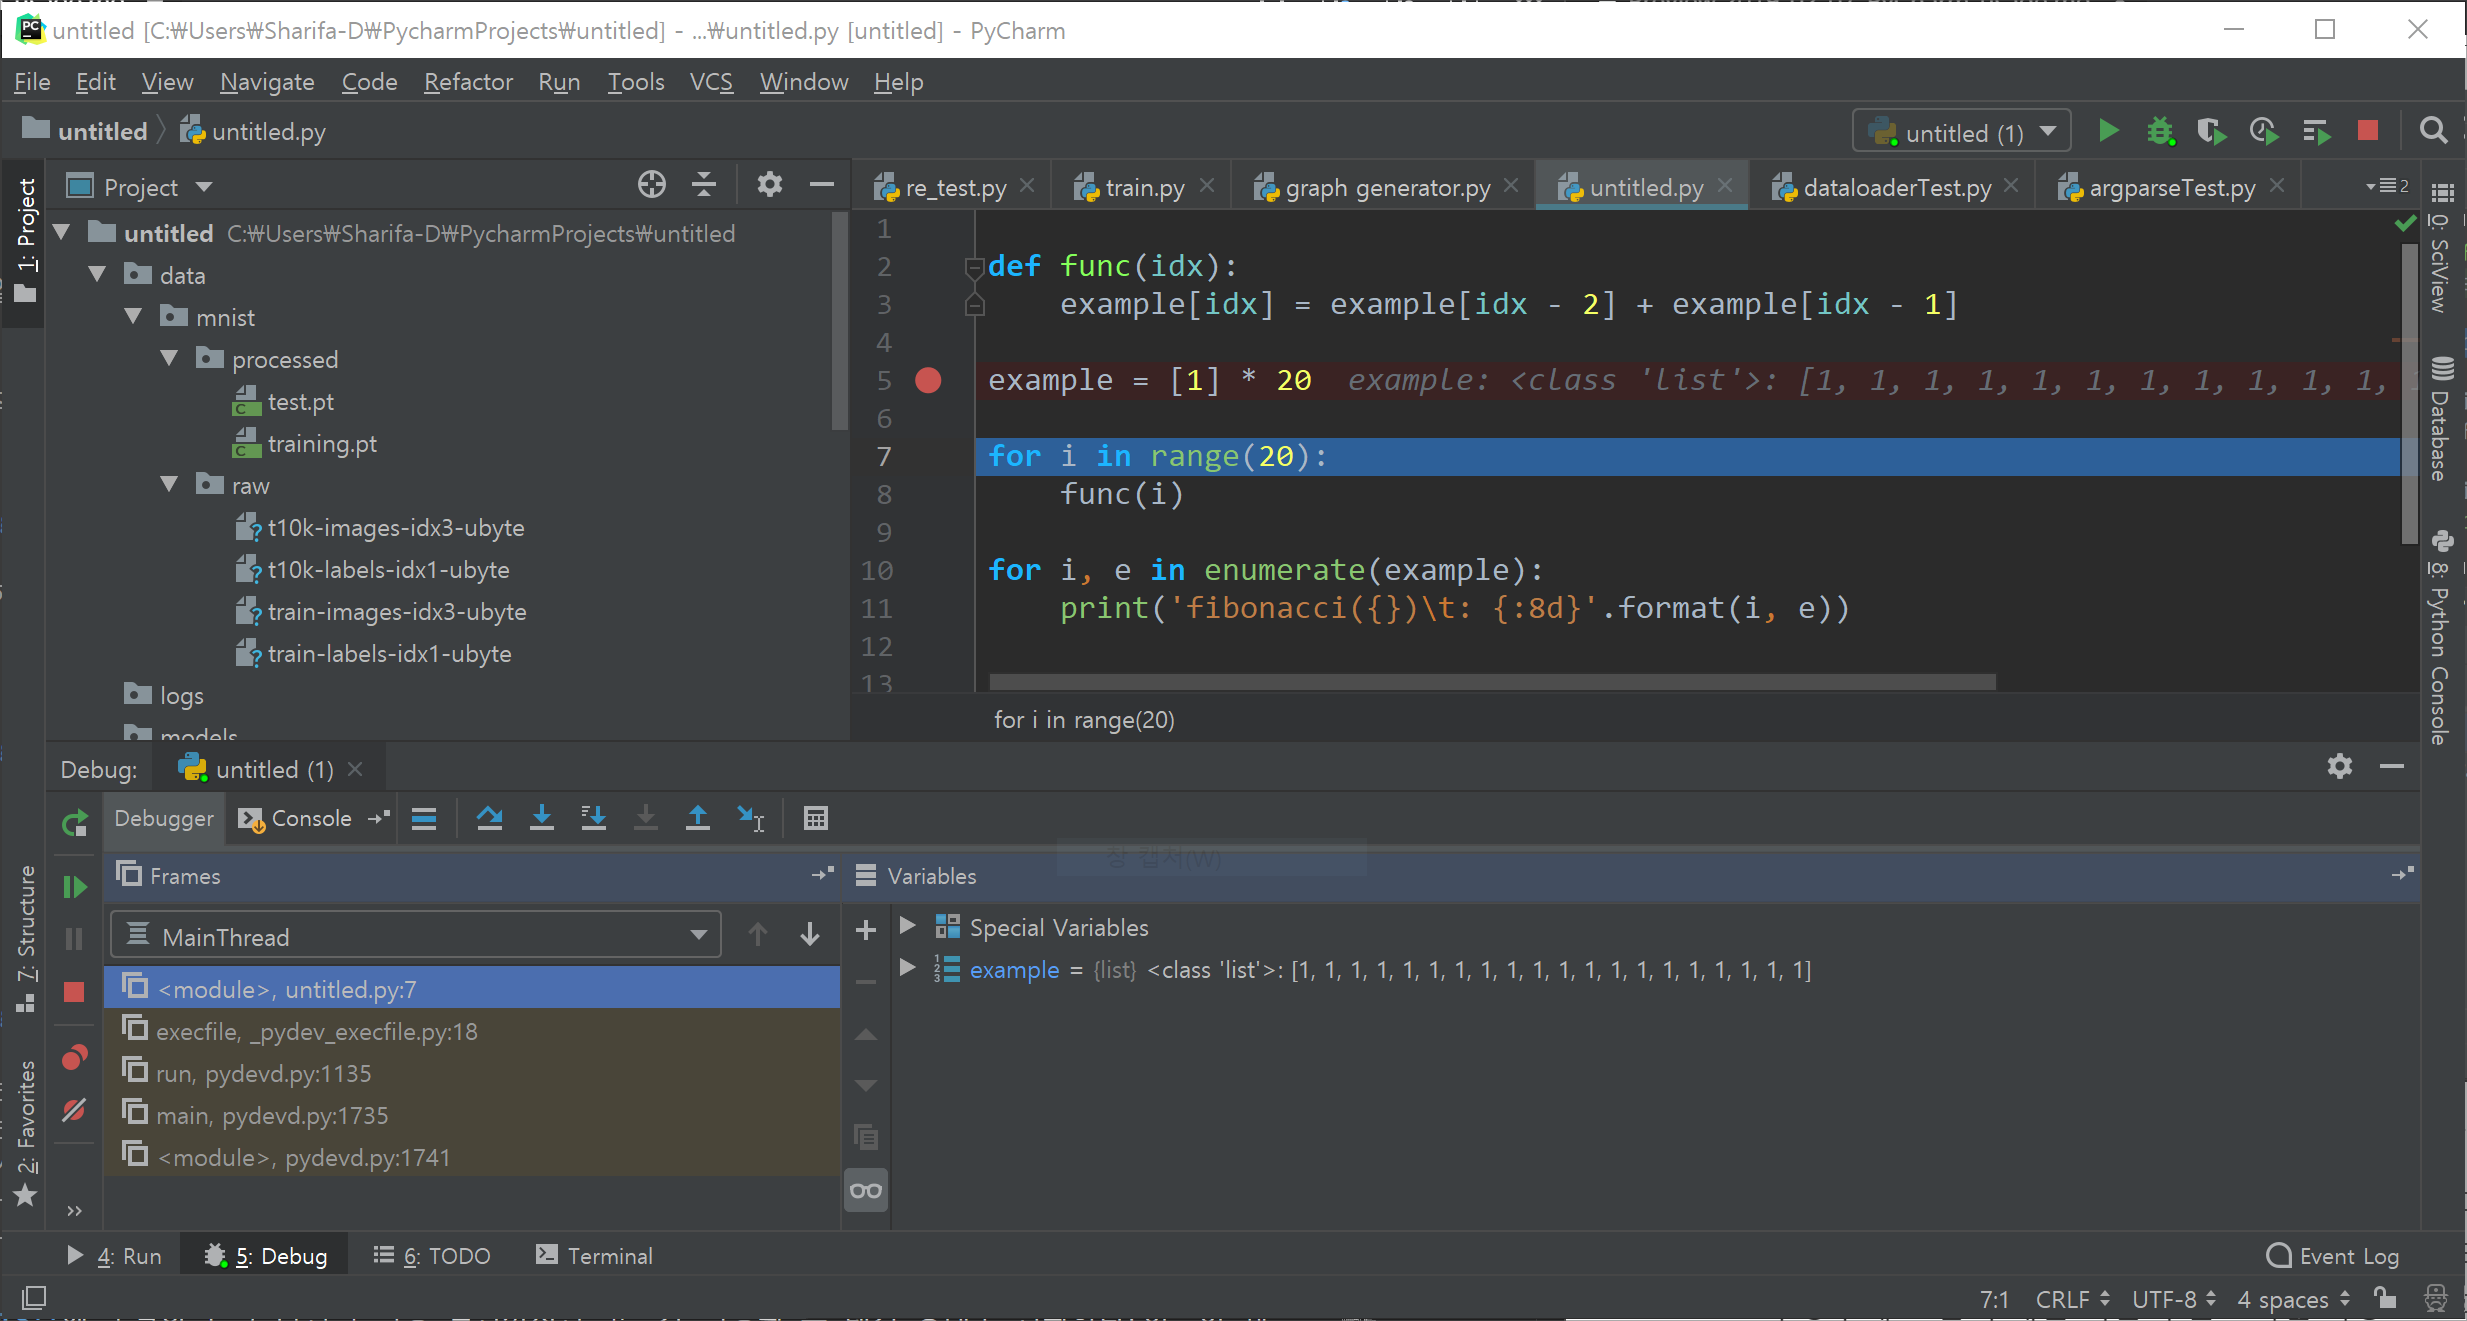 untitled [C:₩Users₩Sharifa-D₩PycharmProjects₩untitled] - ...₩untitled.py [untitled] - PyCharm
File Edit View Navigate Code Refactor Run Tools VCS Window Help
untitled untitled.py untitled (1)
1: Project
Project
re_test.py train.py graph generator.py untitled.py dataloaderTest.py argparseTest.py 2
untitled C:₩Users₩Sharifa-D₩PycharmProjects₩untitled
data
mnist
processed
test.pt
training.pt
raw
t10k-images-idx3-ubyte
t10k-labels-idx1-ubyte
train-images-idx3-ubyte
train-labels-idx1-ubyte
logs
models
1
2 def func(idx):
3 example[idx] = example[idx - 2] + example[idx - 1]
4
5 example = [1] * 20 example: <class 'list'>: [1, 1, 1, 1, 1, 1, 1, 1, 1, 1, 1,
6
7 for i in range(20):
8 func(i)
9
10 for i, e in enumerate(example):
11 print('fibonacci({})\t: {:8d}'.format(i, e))
12
13
for i in range(20)
0: SciView
Database
8: Python Console
Debug: untitled (1)
Debugger Console
창 캡처(W)
Frames
Variables
MainThread
<module>, untitled.py:7
execfile, _pydev_execfile.py:18
run, pydevd.py:1135
main, pydevd.py:1735
<module>, pydevd.py:1741
Special Variables
example = {list} <class 'list'>: [1, 1, 1, 1, 1, 1, 1, 1, 1, 1, 1, 1, 1, 1, 1, 1, 1, 1, 1, 1]
7: Structure
2: Favorites
4: Run 5: Debug 6: TODO Terminal Event Log
7:1 CRLF UTF-8 4 spaces